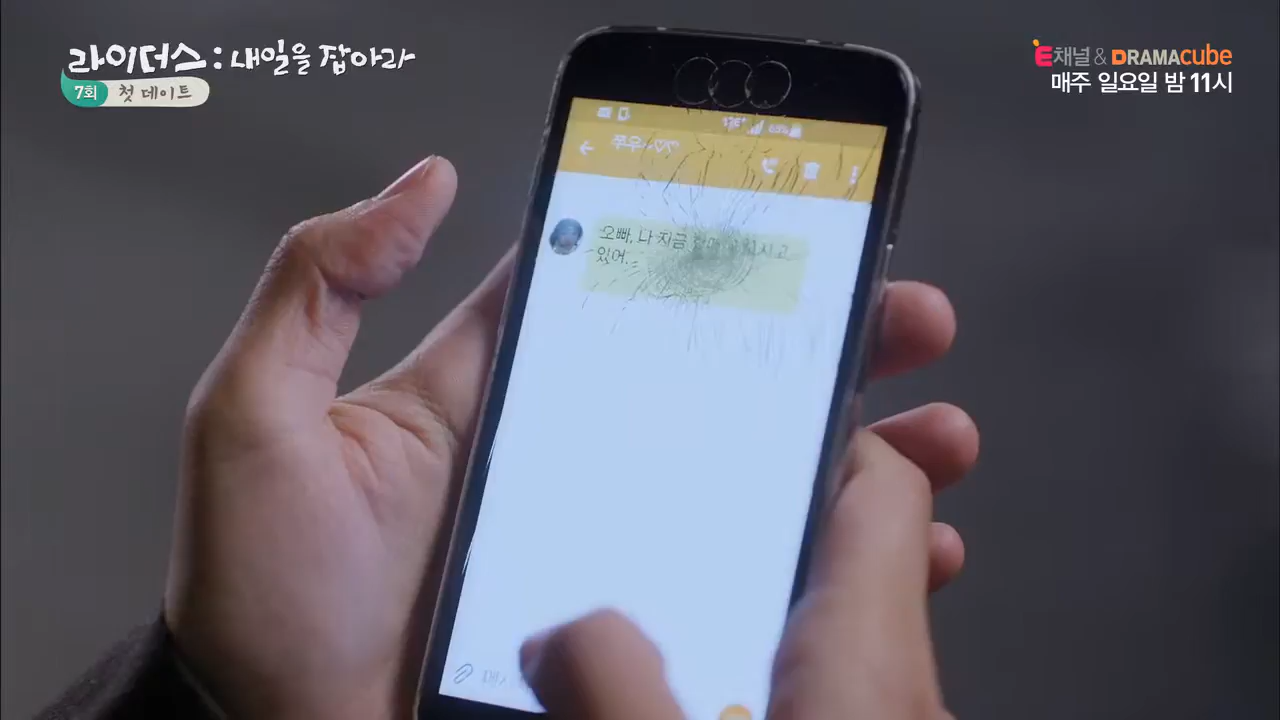 라이더스 : 내일을 잡아라
7회 첫 데이트
E채널 & DRAMAcube
매주 일요일 밤 11시
오빠, 나 지금
있어.